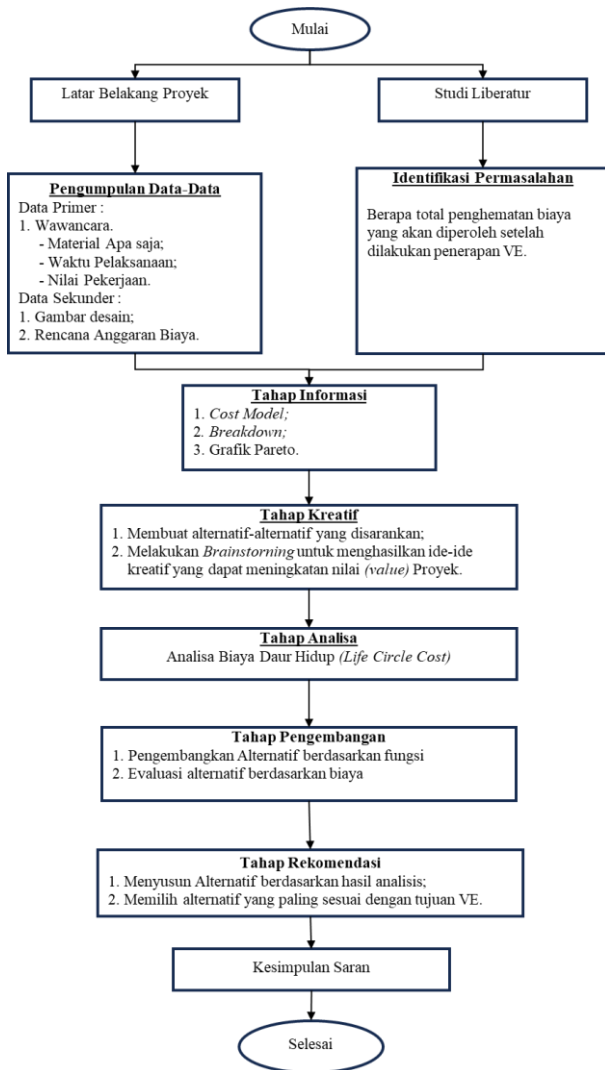 Mulai
Latar Belakang Proyek
Studi Liberatur
Pengumpulan Data-Data
Data Primer :
1. Wawancara.
- Material Apa saja;
- Waktu Pelaksanaan;
- Nilai Pekerjaan.
Data Sekunder :
1. Gambar desain;
2. Rencana Anggaran Biaya.
Identifikasi Permasalahan
Berapa total penghematan biaya
yang akan diperoleh setelah
dilakukan penerapan VE.
Tahap Informasi
1. Cost Model;
2. Breakdown;
3. Grafik Pareto.
Tahap Kreatif
1. Membuat alternatif-alternatif yang disarankan;
2. Melakukan Brainstorning untuk menghasilkan ide-ide
kreatif yang dapat meningkatan nilai (value) Proyek.
Tahap Analisa
Analisa Biaya Daur Hidup (Life Circle Cost)
Tahap Pengembangan
1. Pengembangkan Alternatif berdasarkan fungsi
2. Evaluasi alternatif berdasarkan biaya
Tahap Rekomendasi
1. Menyusun Alternatif berdasarkan hasil analisis;
2. Memilih alternatif yang paling sesuai dengan tujuan VE.
Kesimpulan Saran
Selesai